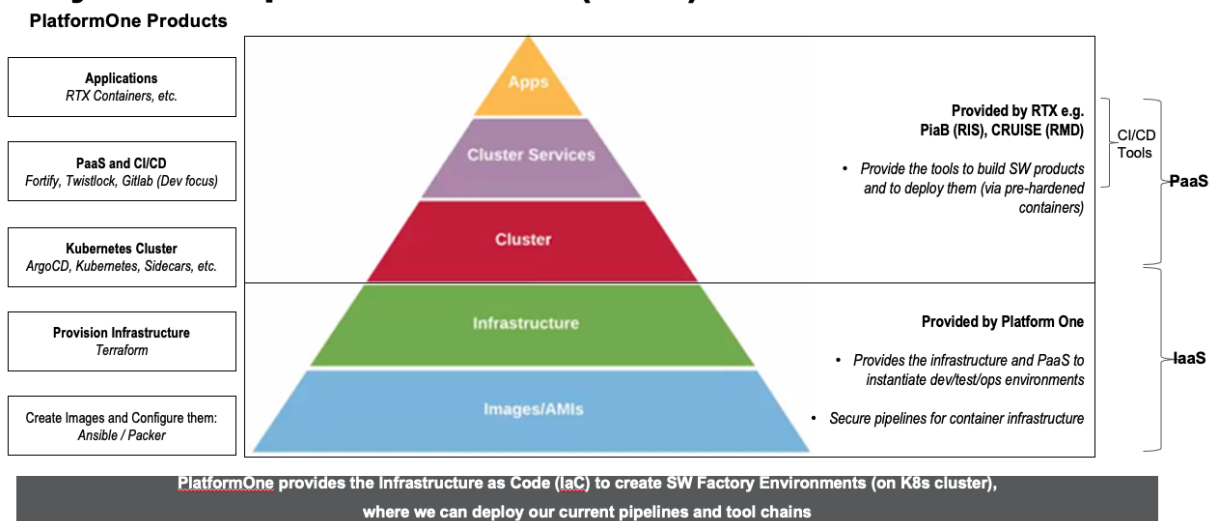 PlatformOne Products
Applications
RTX Containers, etc.
PaaS and CI/CD
Fortify, Twistlock, Gitlab (Dev focus)
Kubernetes Cluster
ArgoCD, Kubernetes, Sidecars, etc.
Provision Infrastructure
Terraform
Create Images and Configure them:
Ansible / Packer
Apps
Cluster Services
Cluster
Infrastructure
Images/AMIs
Provided by RTX e.g.
PiaB (RIS), CRUISE (RMD)
• Provide the tools to build SW products
and to deploy them (via pre-hardened
containers)
Provided by Platform One
• Provides the infrastructure and PaaS to
instantiate dev/test/ops environments
• Secure pipelines for container infrastructure
CI/CD
Tools
PaaS
IaaS
PlatformOne provides the Infrastructure as Code (IaC) to create SW Factory Environments (on K8s cluster),
where we can deploy our current pipelines and tool chains